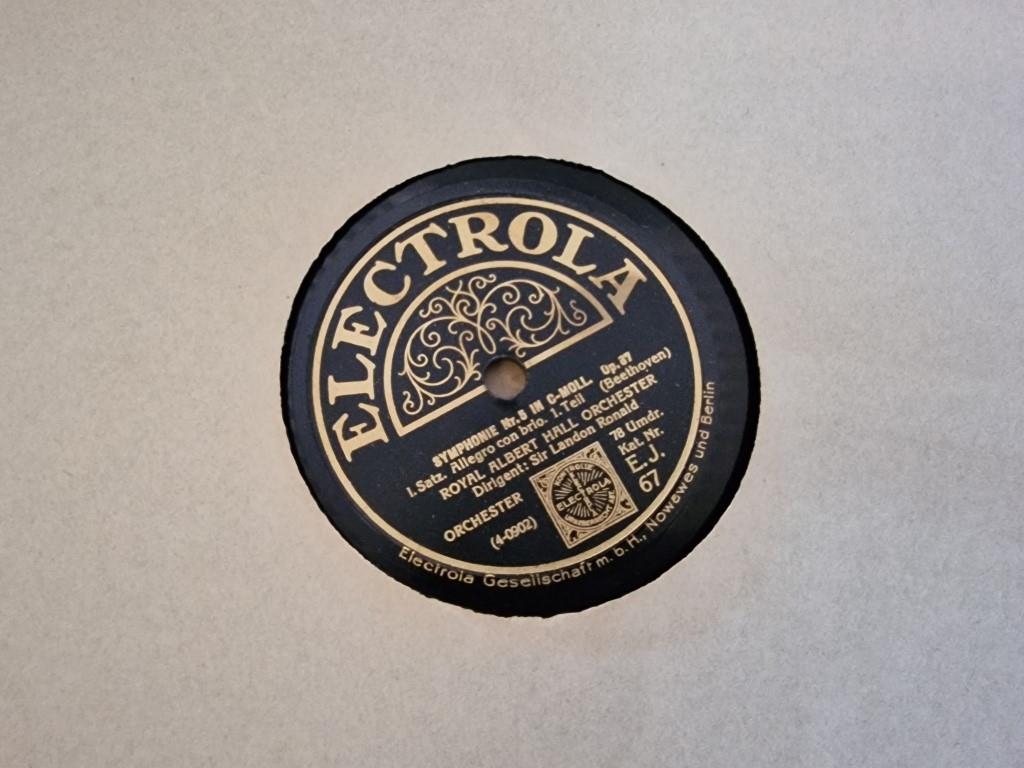 ELECTROLA
SYMPHONIE Nr. 5 IN C-MOLL. Op. 67
1. Satz. Allegro con brio. 1. Teil (Beethoven)
ROYAL ALBERT HALL ORCHESTER
Dirigent: Sir Landon Ronald
ORCHESTER
(4-0902)
ELECTROLA
78 Umdr.
Kat. Nr.
E. J.
67
Electrola Gesellschaft m. b. H., Nowawes und Berlin